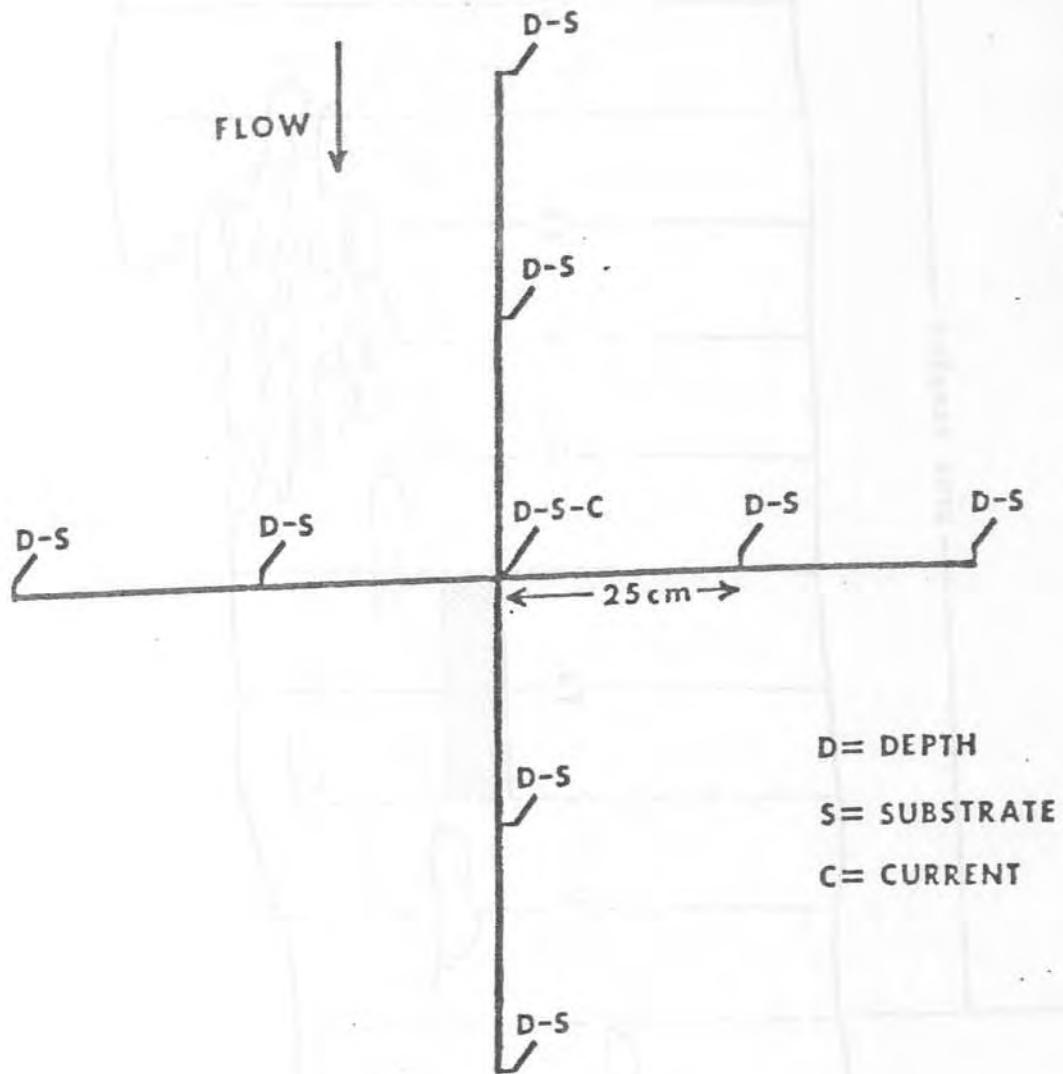 D-S
FLOW
D-S
D-S
D-S
D-S-C
D-S
D-S
25cm
D-S
D= DEPTH
S= SUBSTRATE
C= CURRENT
D-S